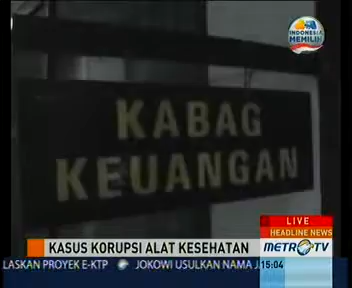 INDONESIA
MEMILIH
KABAG
KEUANGAN
LIVE
HEADLINE NEWS
KASUS KORUPSI ALAT KESEHATAN
METRO TV
LASKAN PROYEK E-KTP
JOKOWI USULKAN NAMA J
15:04